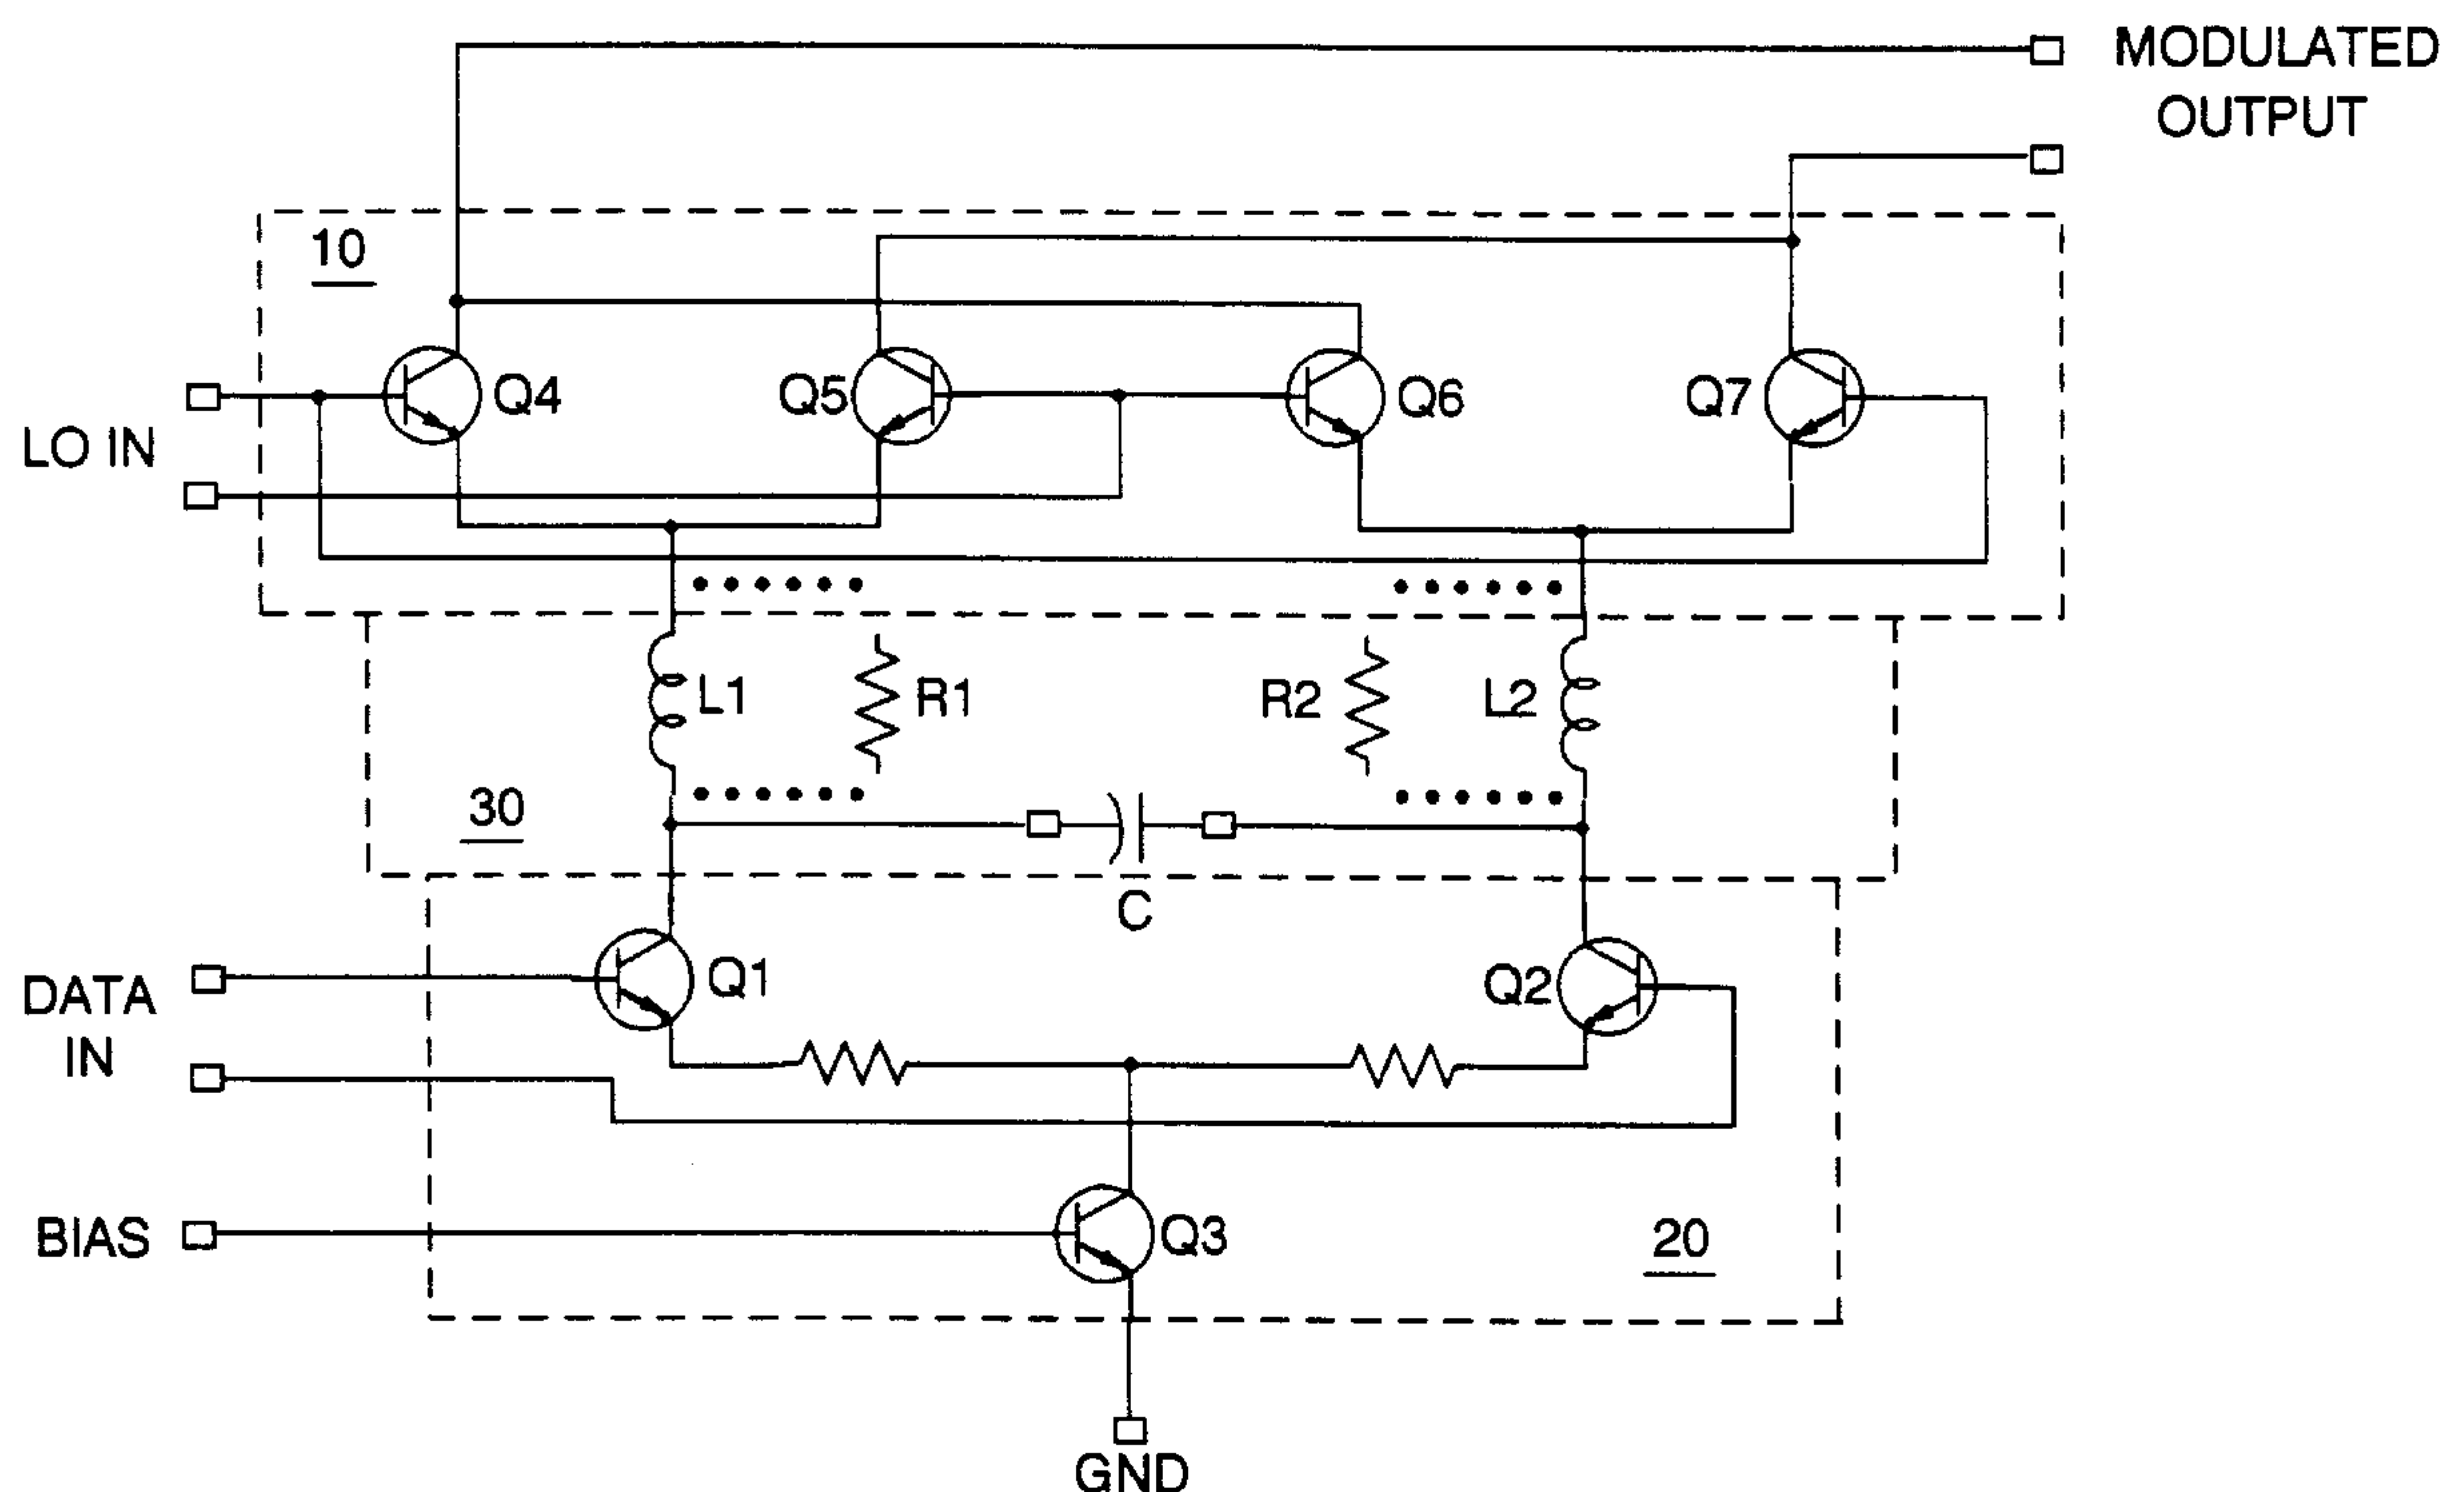 MODULATED
OUTPUT
10
Q4
Q5
Q6
Q7
LO IN
L1
R1
R2
L2
30
C
DATA
IN
Q1
Q2
BIAS
Q3
20
GND